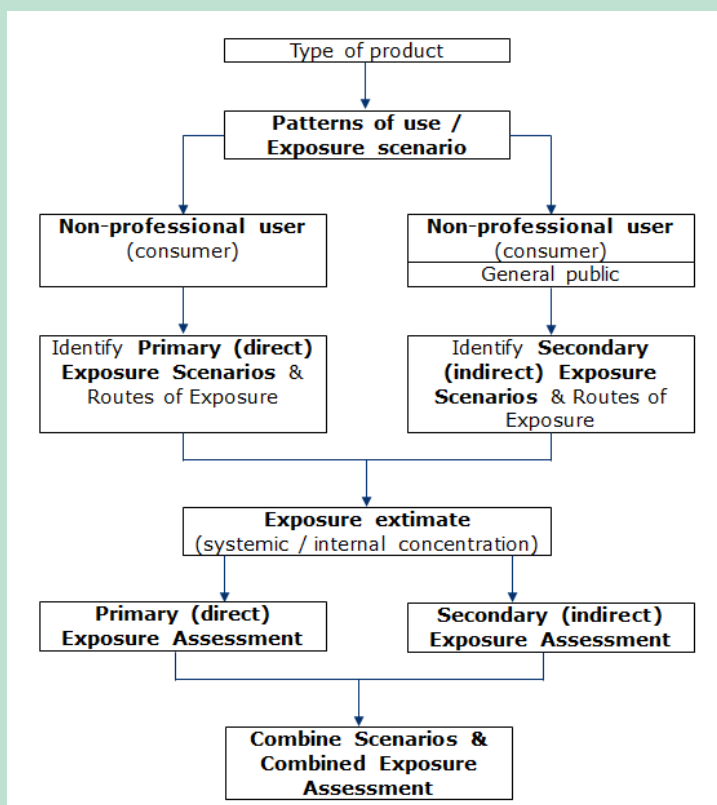 Type of product
Patterns of use /
Exposure scenario
Non-professional user
(consumer)
Non-professional user
(consumer)
General public
Identify Primary (direct)
Exposure Scenarios &
Routes of Exposure
Identify Secondary
(indirect) Exposure
Scenarios & Routes of
Exposure
Exposure extimate
(systemic / internal concentration)
Primary (direct)
Exposure Assessment
Secondary (indirect)
Exposure Assessment
Combine Scenarios &
Combined Exposure
Assessment